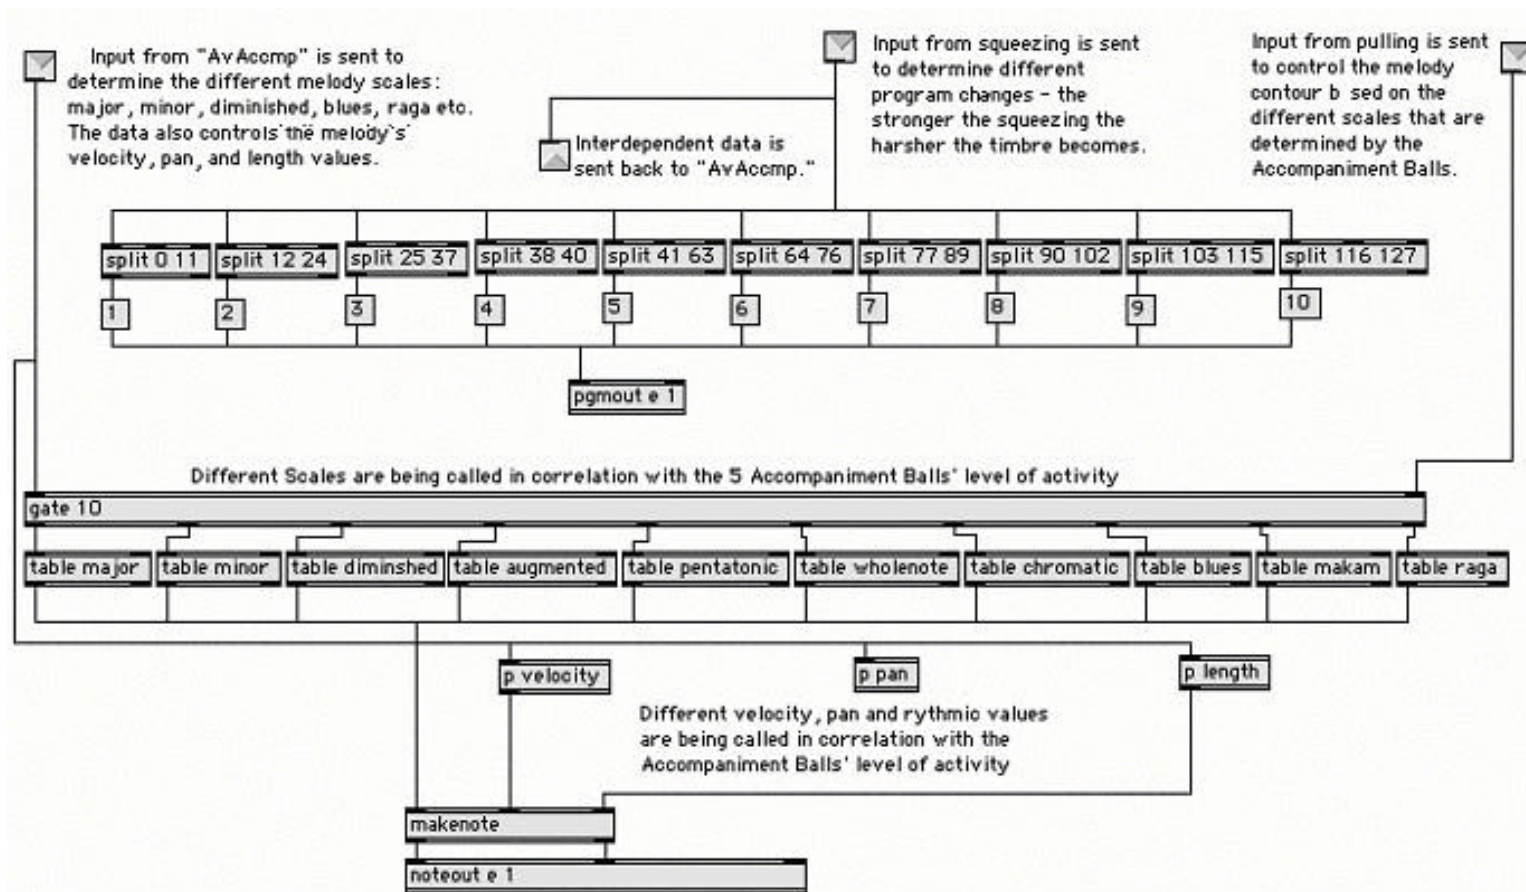 Input from "AvAccmp" is sent to
determine the different melody scales:
major, minor, diminished, blues, raga etc.
The data also controls the melody's
velocity, pan, and length values.
Interdependent data is
sent back to "AvAccmp."
Input from squeezing is sent
to determine different
program changes - the
stronger the squeezing the
harsher the timbre becomes.
Input from pulling is sent
to control the melody
contour b sed on the
different scales that are
determined by the
Accompaniment Balls.
split 0 11
split 12 24
split 25 37
split 38 40
split 41 63
split 64 76
split 77 89
split 90 102
split 103 115
split 116 127
1
2
3
4
5
6
7
8
9
10
pgmout e 1
Different Scales are being called in correlation with the 5 Accompaniment Balls' level of activity
gate 10
table major
table minor
table diminshed
table augmented
table pentatonic
table wholenote
table chromatic
table blues
table makam
table raga
p velocity
p pan
p length
Different velocity, pan and rythmic values
are being called in correlation with the
Accompaniment Balls' level of activity
makenote
noteout e 1